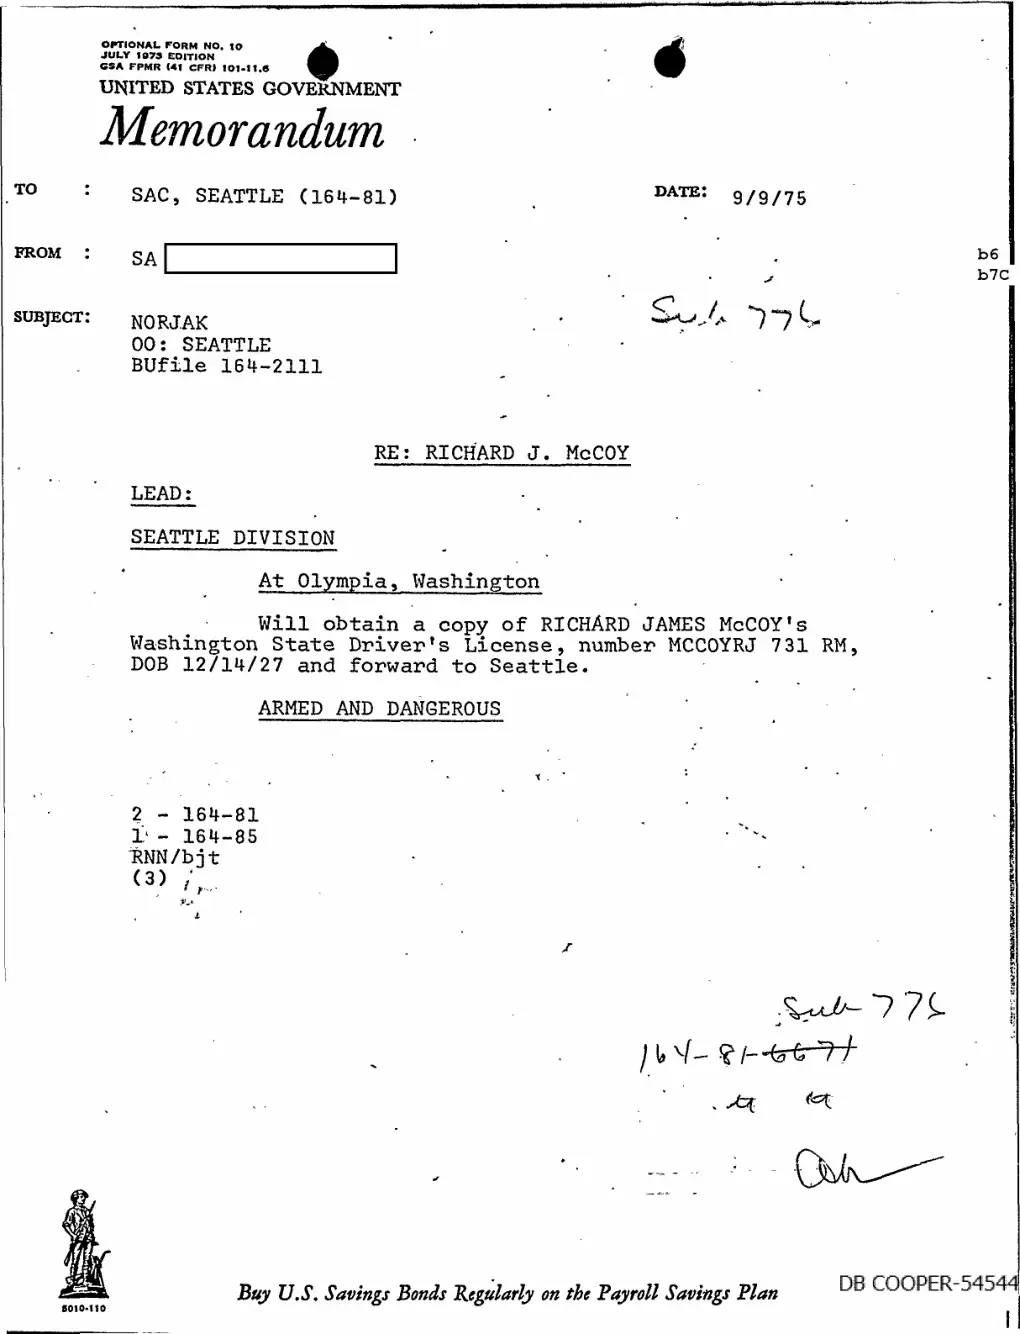 OPTIONAL FORM NO. 10
JULY 1973 EDITION
GSA FPMR (41 CFR) 101-11.6
UNITED STATES GOVERNMENT
Memorandum
TO : SAC, SEATTLE (164-81) DATE: 9/9/75
FROM : SA b6
b7C
Sub 776
SUBJECT: NORJAK
OO: SEATTLE
BUfile 164-2111
RE: RICHARD J. McCOY
LEAD:
SEATTLE DIVISION
At Olympia, Washington
Will obtain a copy of RICHARD JAMES McCOY's
Washington State Driver's License, number MCCOYRJ 731 RM,
DOB 12/14/27 and forward to Seattle.
ARMED AND DANGEROUS
2 - 164-81
1 - 164-85
RNN/bjt
(3)
Sub 776
164-81-6671
5010-110
Buy U.S. Savings Bonds Regularly on the Payroll Savings Plan
DB COOPER-54544